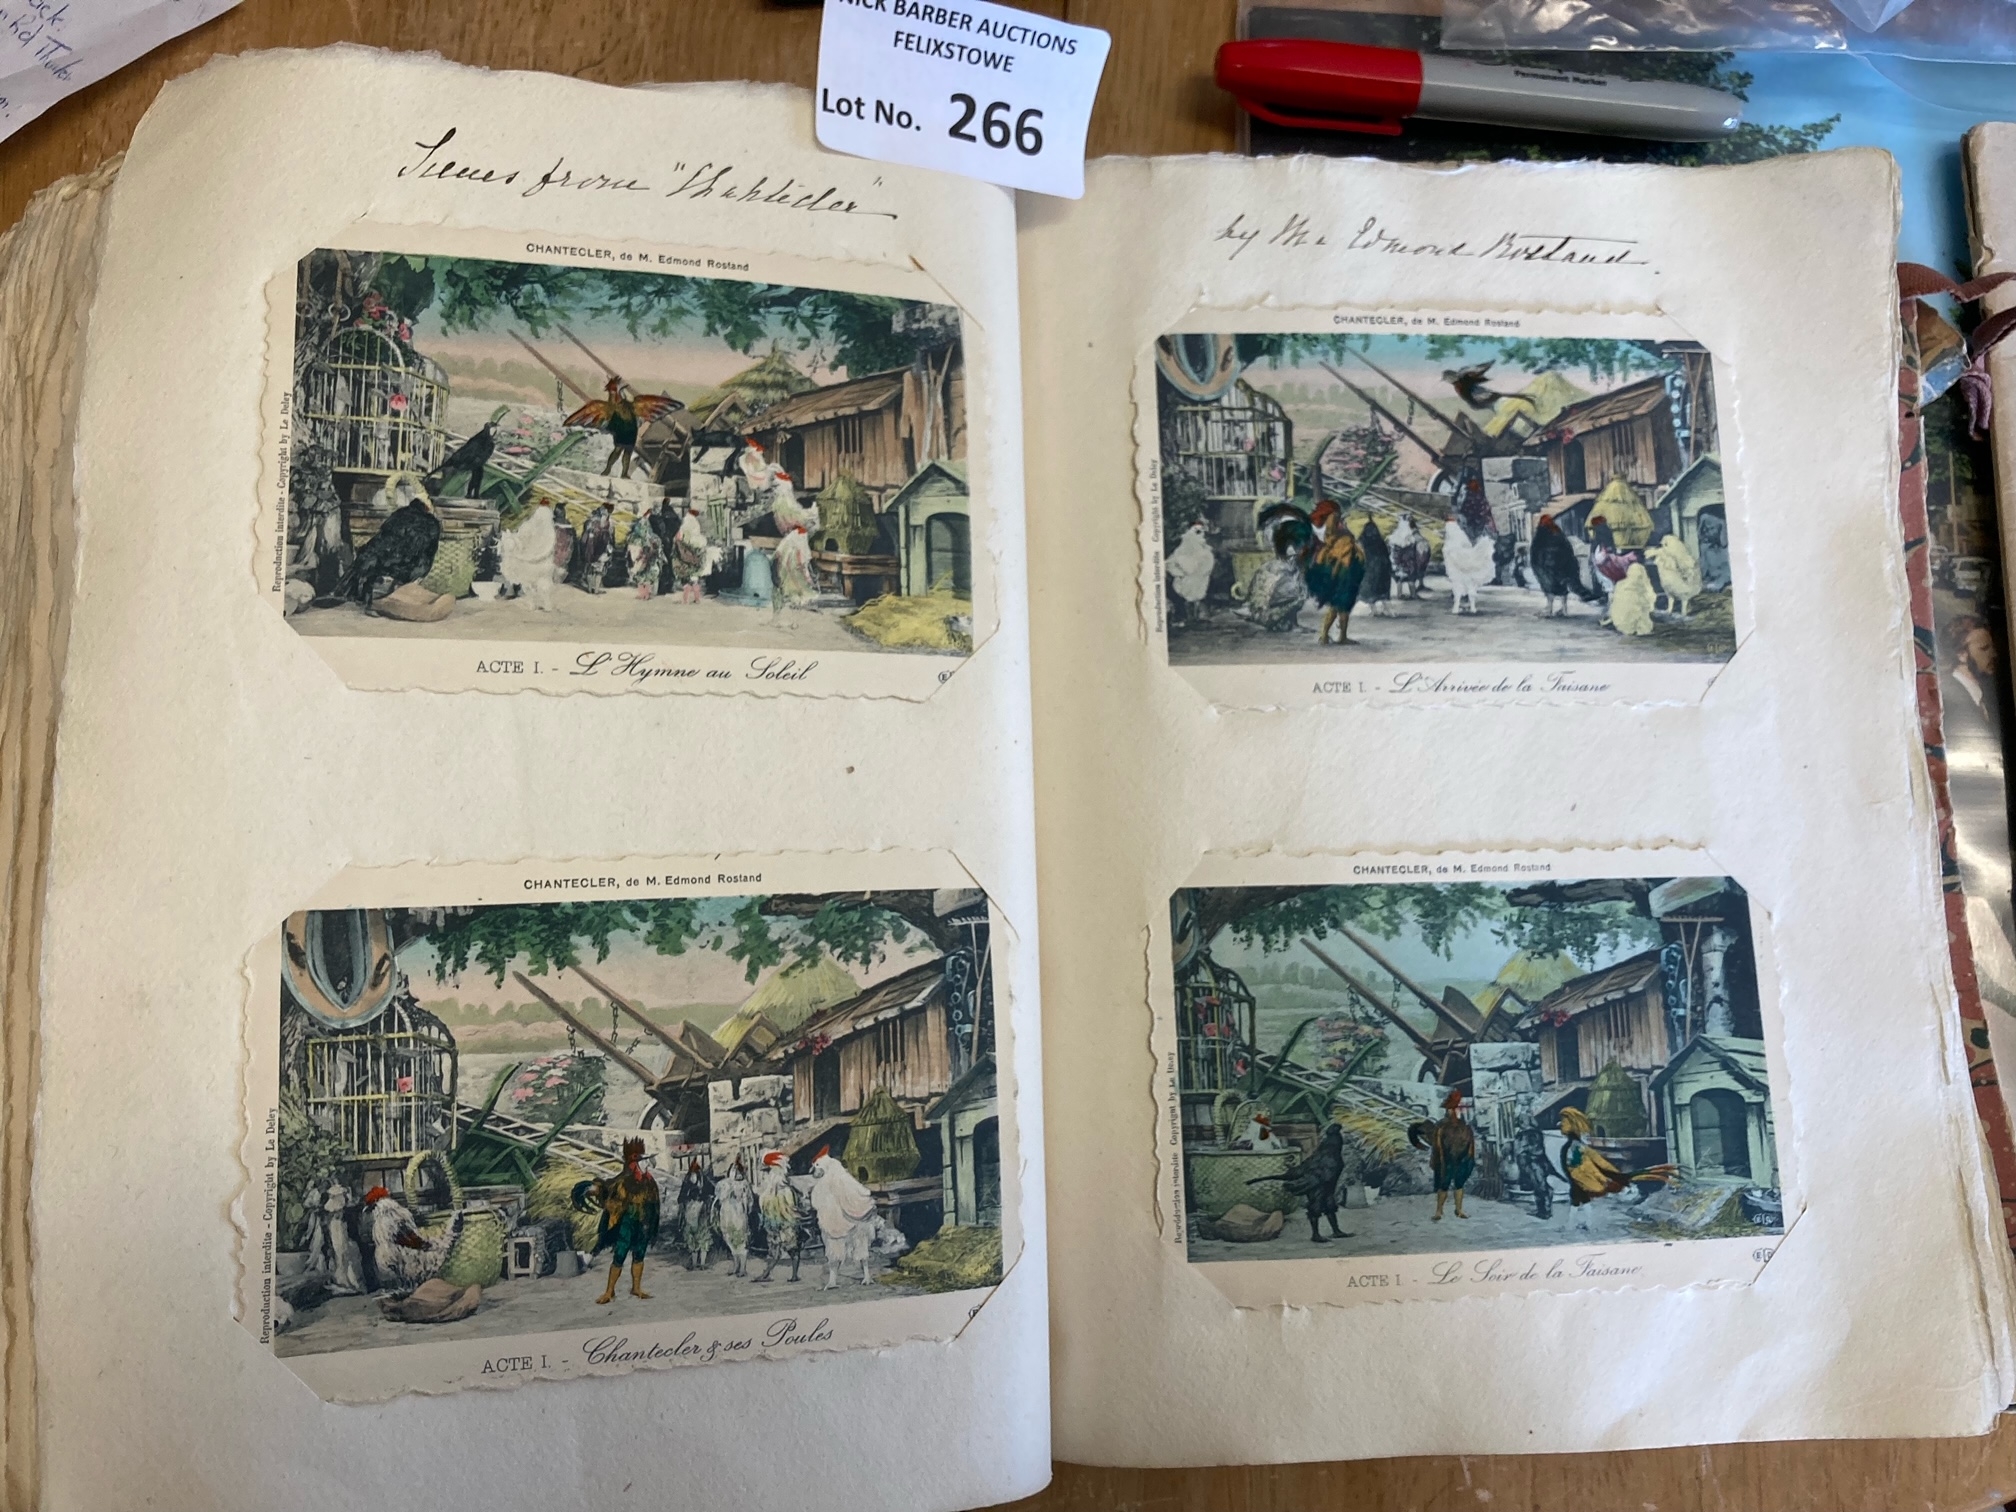 NICK BARBER AUCTIONS
FELIXSTOWE
Lot No. 266
Permanent Marker
Scenes from "Chantecler"
CHANTECLER, de M. Edmond Rostand
Reproduction interdite - Copyright by Le Deley
ACTE I. - L'Hymne au Soleil
CHANTECLER, de M. Edmond Rostand
Reproduction interdite - Copyright by Le Deley
ACTE I. - Chantecler & ses Poules
by M. Edmond Rostand.
CHANTECLER, de M. Edmond Rostand
Reproduction interdite Copyright by Le Deley
ACTE I. - L'Arrivée de la Faisane
CHANTECLER, de M. Edmond Rostand
Reproduction interdite Copyright by Le Deley
ACTE I - Le Soir de la Faisane